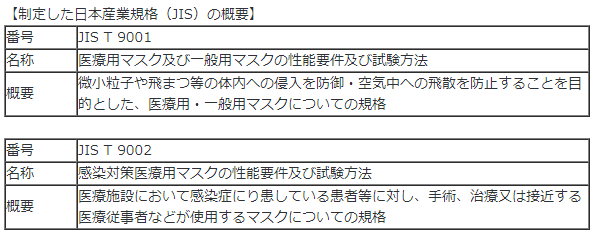 【制定した日本産業規格（JIS）の概要】
番号 JIS T 9001
名称 医療用マスク及び一般用マスクの性能要件及び試験方法
概要 微小粒子や飛まつ等の体内への侵入を防御・空気中への飛散を防止することを目
的とした、医療用・一般用マスクについての規格
番号 JIS T 9002
名称 感染対策医療用マスクの性能要件及び試験方法
概要 医療施設において感染症にり患している患者等に対し、手術、治療又は接近する
医療従事者などが使用するマスクについての規格